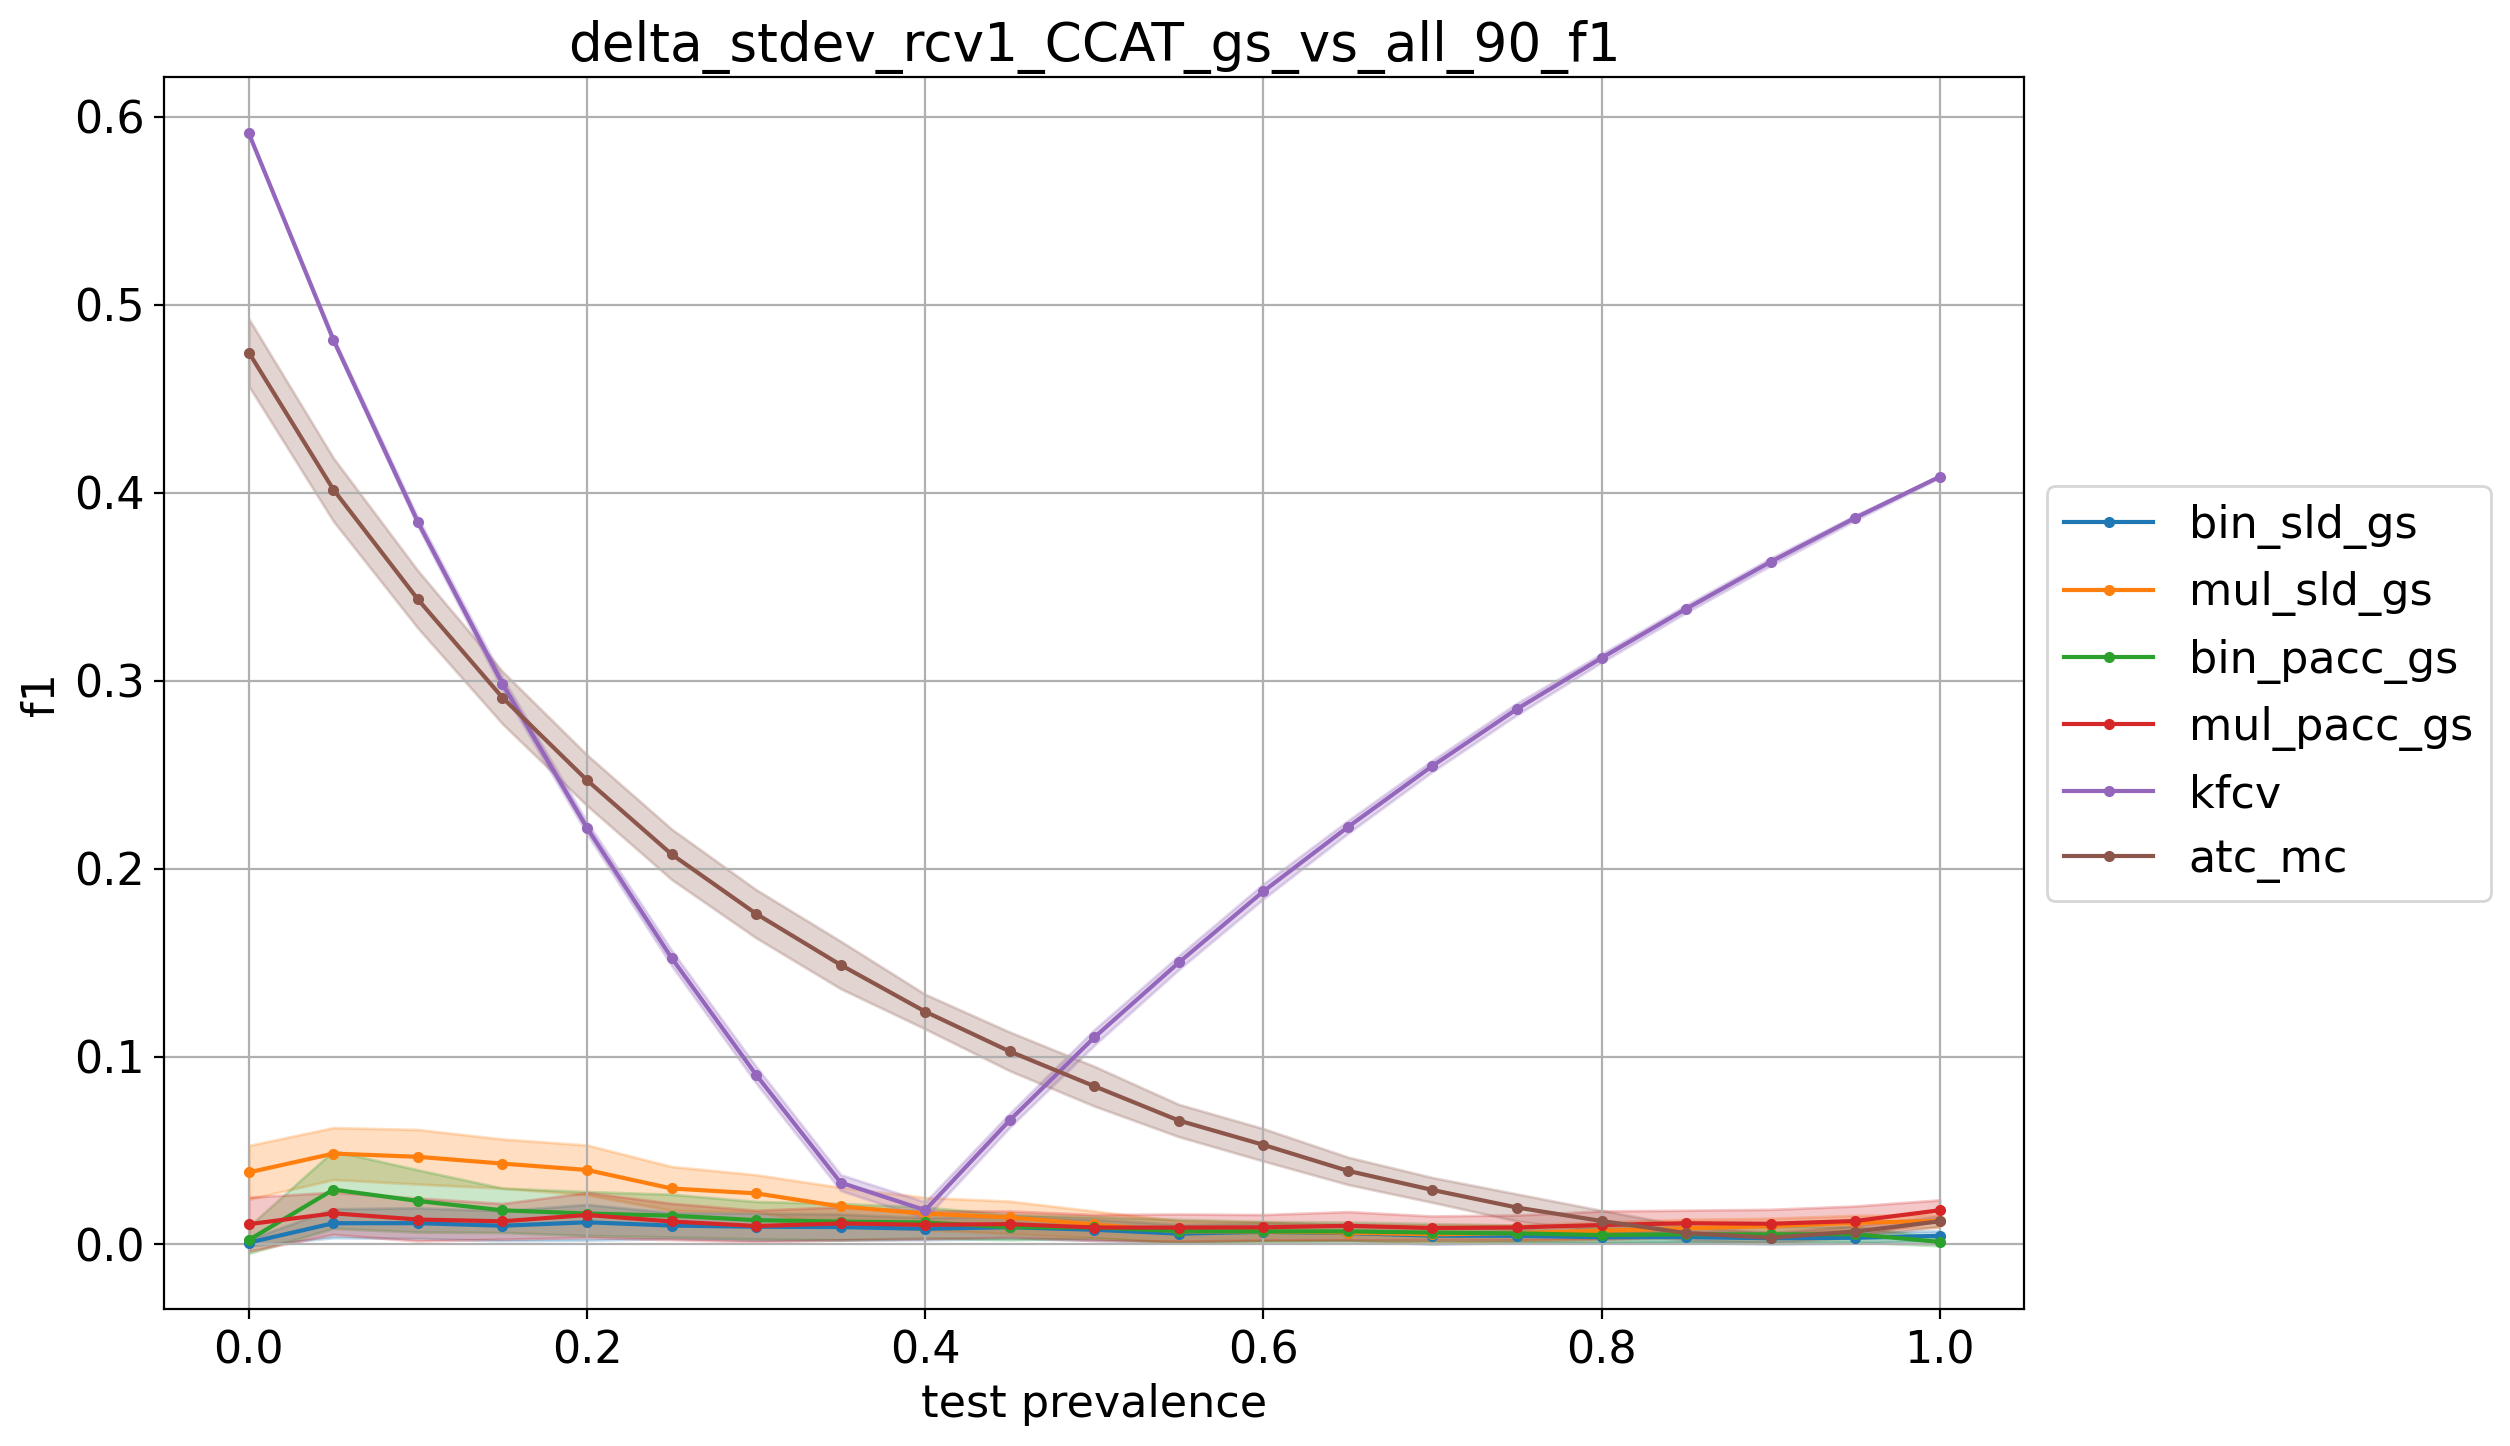 delta_stdev_rcv1_CCAT_gs_vs_all_90_f1
0.6
0.5
0.4
0.3
0.2
0.1
0.0
f1
0.0 0.2 0.4 0.6 0.8 1.0
test prevalence
bin_sld_gs
mul_sld_gs
bin_pacc_gs
mul_pacc_gs
kfcv
atc_mc